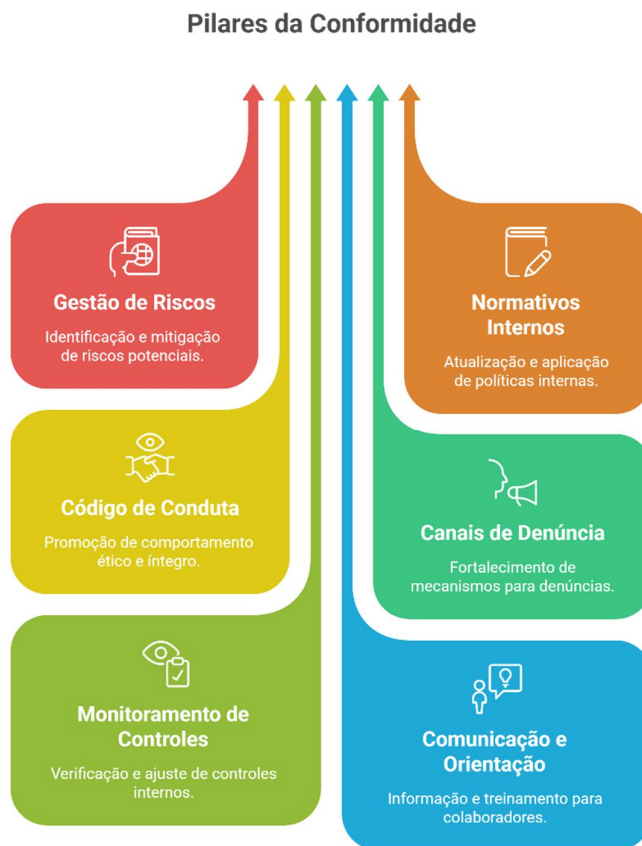 Pilares da Conformidade
Gestão de Riscos
Identificação e mitigação
de riscos potenciais.
Normativos
Internos
Atualização e aplicação
de políticas internas.
Código de Conduta
Promoção de comportamento
ético e íntegro.
Canais de Denúncia
Fortalecimento de
mecanismos para denúncias.
Monitoramento de
Controles
Verificação e ajuste de controles
internos.
Comunicação e
Orientação
Informação e treinamento para
colaboradores.